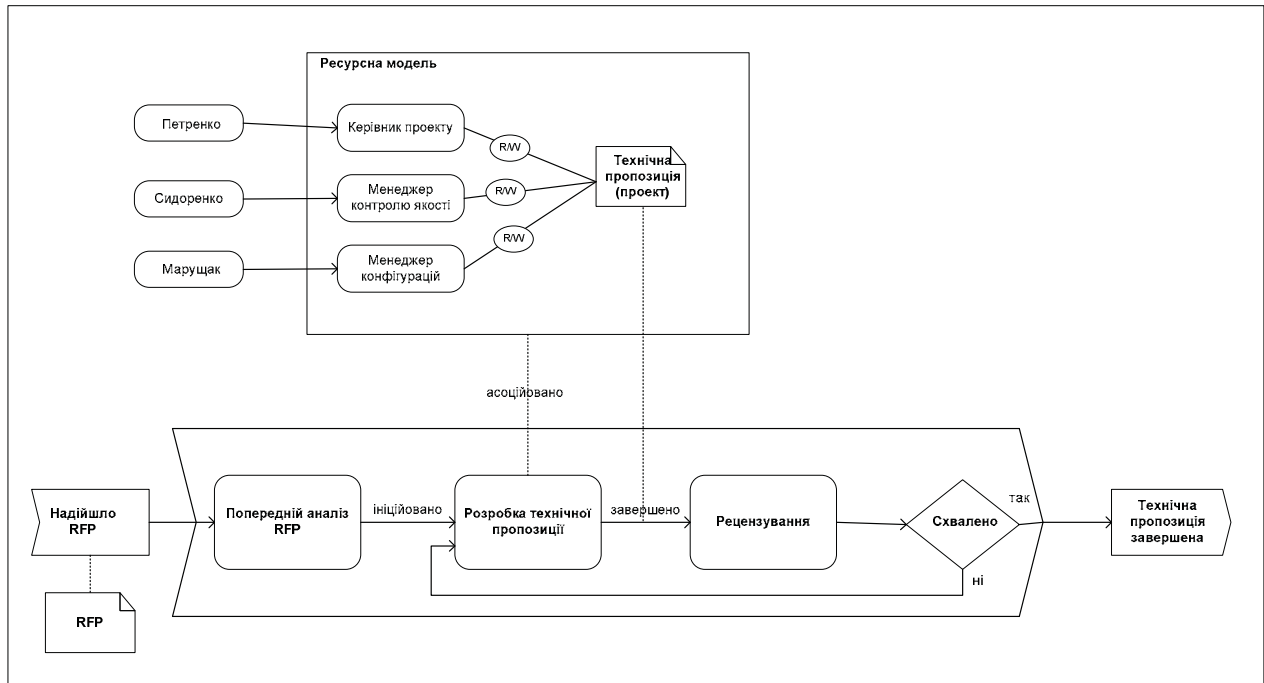 Ресурсна модель
Петренко
Керівник проекту
R/W
Технічна
пропозиція
(проект)
Сидоренко
Менеджер
контролю якості
R/W
Марущак
Менеджер
конфігурацій
R/W
асоційовано
Надійшло
RFP
Попередній аналіз
RFP
ініційовано
Розробка технічної
пропозиції
завершено
Рецензування
Схвалено
так
ні
Технічна
пропозиція
завершена
RFP